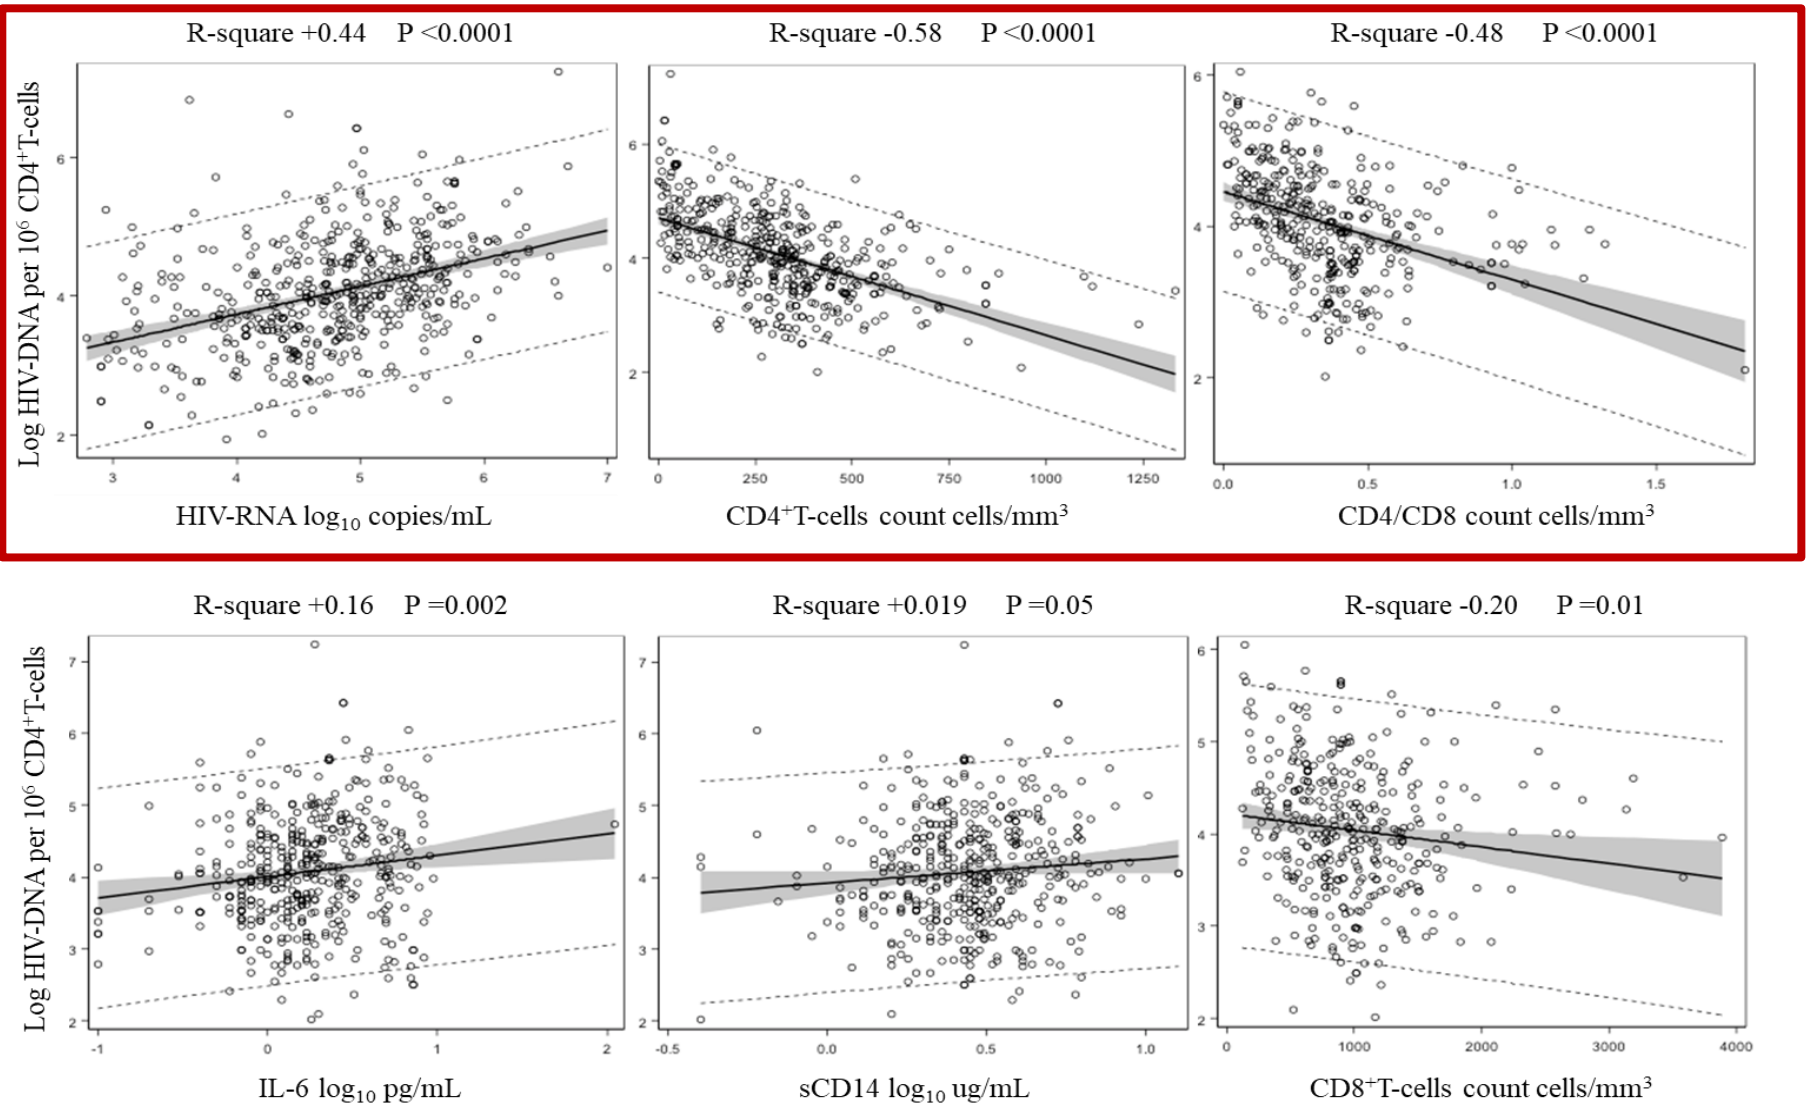 R-square +0.44 P <0.0001
R-square -0.58 P <0.0001
R-square -0.48 P <0.0001
Log HIV-DNA per 10⁶ CD4⁺T-cells
6
4
2
3 4 5 6 7
6
4
2
0 250 500 750 1000 1250
6
4
2
0.0 0.5 1.0 1.5
HIV-RNA log₁₀ copies/mL
CD4⁺T-cells count cells/mm³
CD4/CD8 count cells/mm³
R-square +0.16 P =0.002
R-square +0.019 P =0.05
R-square -0.20 P =0.01
Log HIV-DNA per 10⁶ CD4⁺T-cells
7
6
5
4
3
2
-1 0 1 2
7
6
5
4
3
2
-0.5 0.0 0.5 1.0
6
5
4
3
2
0 1000 2000 3000 4000
IL-6 log₁₀ pg/mL
sCD14 log₁₀ ug/mL
CD8⁺T-cells count cells/mm³